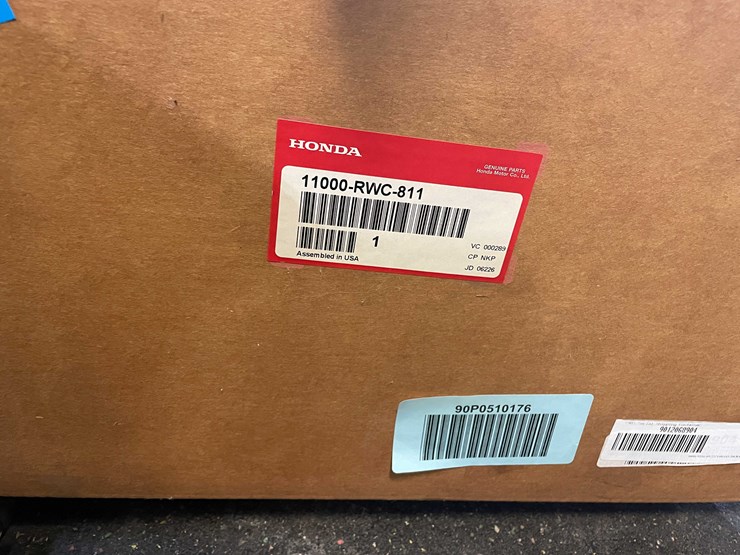 HONDA
GENUINE PARTS
Honda Motor Co., Ltd.
11000-RWC-811
1
Assembled in USA
VC 000289
CP NKP
JD 06226
90P0510176
9012068904